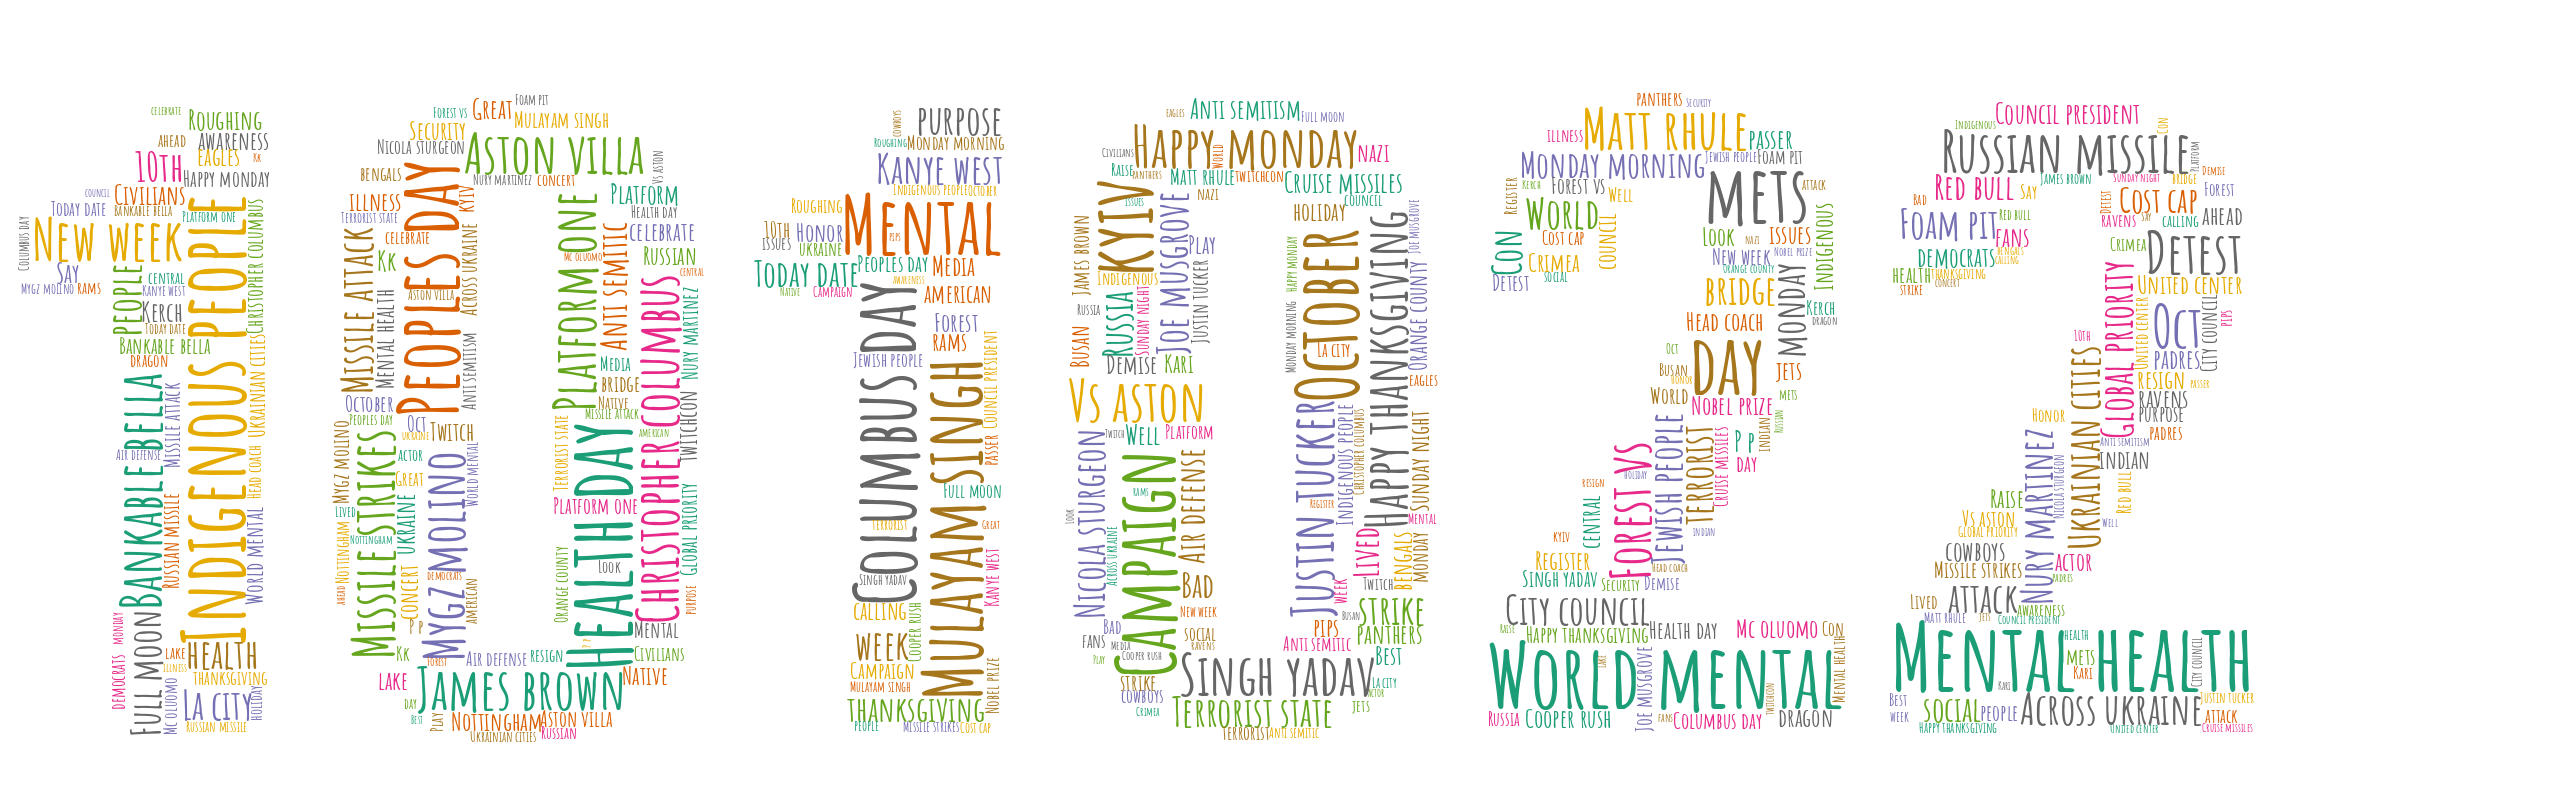 celebrate
Roughing
ahead
awareness
10th
eagles
Kk
Happy Monday
council
Civilians
Today date
Bankable bella
Platform one
Columbus day
New week
Indigenous people
Christopher Columbus
Say
People
central
Mygz Molino
rams
Kanye West
Kerch
Today date
Bankable Bella
dragon
Ukrainian cities
Bankable Bella
missile attack
Air defense
Head coach
Russian missile
World mental
Full moon
Democrats
Monday
lake
Health
illness
thanksgiving
Mc Oluomo
La city
holiday
Russian missile
Forest vs
Great
Foam pit
Security
Mulayam Singh
Nicola Sturgeon
Aston Villa
vs Aston
bengals
Nury Martinez
concert
Peoples day
Kyiv
Platform one
Platform
illness
Terrorist state
Health day
celebrate
celebrate
Missile attack
Across Ukraine
Anti semitic
Kk
Mc Oluomo
Russian
central
Mental health
Aston Villa
Christopher Columbus
Nury Martinez
Anti semitism
Media
bridge
October
Native
Peoples day
Oct
Missile attack
Ukraine
Twitch
Terrorist state
Health day
American
Twitchcon
Mygz Molino
Missile strikes
actor
Mygz Molino
World mental
Great
Lived
Ukraine
Platform one
Global priority
Nottingham
Nottingham
Orange county
Look
concert
Democrats
American
ahead
purpose
P p
P p
Mental
Kk
forest
Air defense
resign
Civilians
lake
James Brown
Native
day
Best
Play
Nottingham
Aston Villa
Ukrainian cities
Russian
cowboys
purpose
Roughing
Monday morning
Kanye West
Indigenous people
October
Roughing
Mental
10th
Honor
pips
issues
Ukraine
Today date
Peoples day
Media
Native
Campaign
awareness
American
Columbus day
Forest
rams
Jewish people
Council president
Mulayam Singh
passer
Full moon
terrorist
Great
Singh Yadav
Kanye West
calling
Cooper Rush
week
Campaign
Mulayam Singh
Nobel prize
thanksgiving
People
Missile strikes
Cost cap
eagles
Anti semitism
Full moon
Happy Monday
Civilians
World
Nazi
Raise
panthers
Matt Rhule
Twitchcon
Cruise missiles
Kyiv
issues
Joe Musgrove
Nazi
council
holiday
Joe Musgrove
James Brown
Play
October
Happy Thanksgiving
Happy Monday
Indigenous
Justin Tucker
Russia
Sunday night
Russia
Monday morning
Orange county
Busan
La city
Demise
Kari
eagles
Vs Aston
Justin Tucker
Indigenous people
Christopher Columbus
Sunday night
Nicola Sturgeon
Twitch
Well
Platform
Campaign
Air defense
rams
Register
Look
Mental
Lived
Across Ukraine
bengals
Monday
Bad
Twitch
week
New week
Busan
strike
Bad
pips
panthers
fans
Media
social
ravens
Anti semitic
Play
Cooper Rush
Best
Singh Yadav
strike
La city
cowboys
actor
Crimea
Terrorist state
jets
terrorist
Anti semitic
panthers
Security
illness
Matt Rhule
passer
Monday morning
Jewish people
Foam pit
Register
Kerch
Forest vs
Well
Mets
attack
World
council
Indigenous
Con
Cost cap
Look
Nazi
issues
Crimea
New week
Nobel prize
Detest
social
Orange county
Monday
bridge
Kerch
Head coach
dragon
Oct
Day
Busan
Honor
jets
World
mets
Nobel prize
Forest vs
Jewish people
terrorist
Cruise missiles
Indian
Russian
P p
holiday
day
resign
central
Indian
Kyiv
Register
Head coach
Singh Yadav
Security
Demise
City council
Raise
Happy Thanksgiving
Health day
Mc Oluomo
Con
World mental
lake
Joe Musgrove
Mental health
Russia
Cooper Rush
fans
Columbus day
Twitchcon
dragon
Council president
Indigenous
Con
Russian missile
Platform
Red bull
Say
James Brown
Sunday night
bridge
Demise
Forest
Bad
Detest
Cost cap
Foam pit
Red bull
ravens
Say
calling
ahead
fans
Crimea
Detest
Democrats
bengals
calling
Health
thanksgiving
concert
strike
Global priority
United center
United center
Oct
City council
pips
10th
padres
Ukrainian cities
resign
passer
ravens
Honor
purpose
padres
Nury Martinez
Anti semitism
Indian
Nicola Sturgeon
Raise
Red bull
Vs Aston
Global priority
Well
cowboys
Missile strikes
actor
padres
Lived
attack
awareness
Matt Rhule
jets
Council president
Mental health
Health
City council
mets
Kari
Kari
Best
Justin Tucker
week
social
People
Across Ukraine
attack
Happy Thanksgiving
United center
Cruise missiles